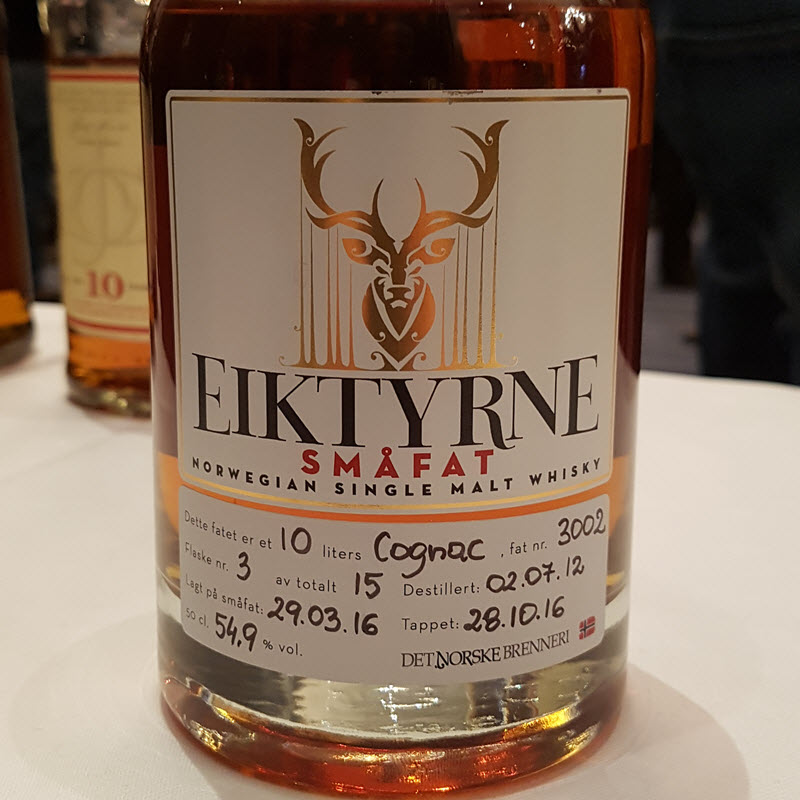 EIKTYRNE
SMÅFAT
NORWEGIAN SINGLE MALT WHISKY
Dette fatet er et 10 liters Cognac, fat nr. 3002
Flaske nr. 3 av totalt 15 Destillert: 02.07.12
Lagt på småfat: 29.03.16 Tappet: 28.10.16
50 cl. 54,9 % vol. DET NORSKE BRENNERI
10